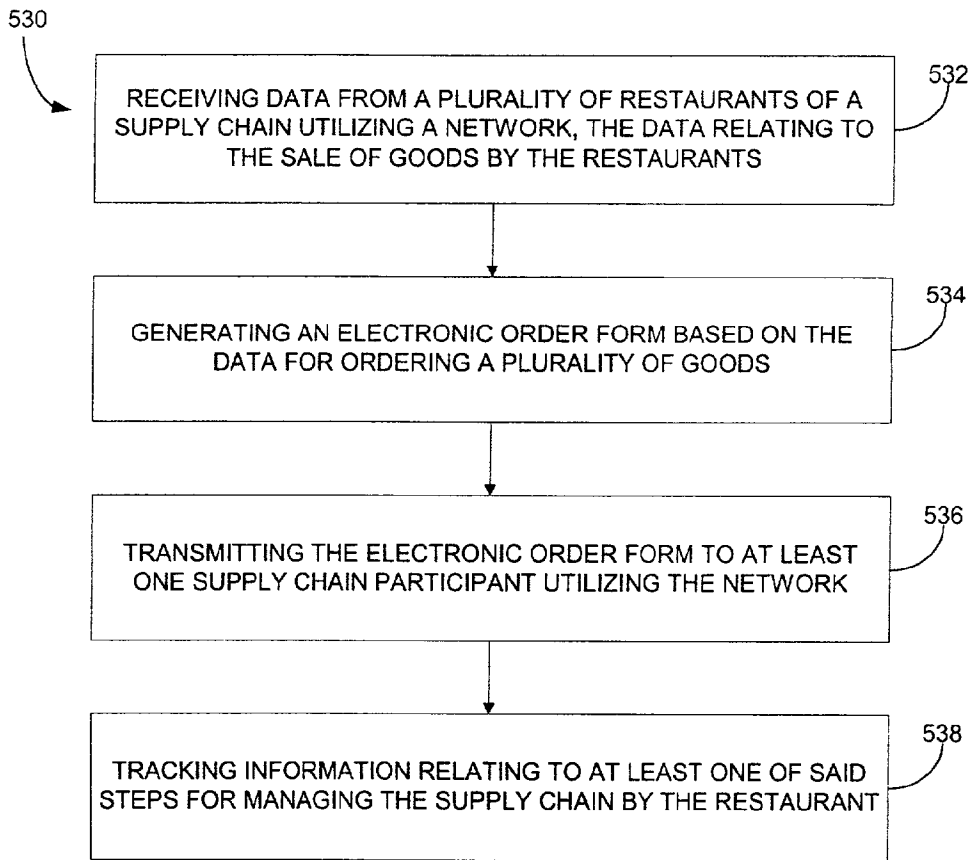 530
532
RECEIVING DATA FROM A PLURALITY OF RESTAURANTS OF A
SUPPLY CHAIN UTILIZING A NETWORK, THE DATA RELATING TO
THE SALE OF GOODS BY THE RESTAURANTS
534
GENERATING AN ELECTRONIC ORDER FORM BASED ON THE
DATA FOR ORDERING A PLURALITY OF GOODS
536
TRANSMITTING THE ELECTRONIC ORDER FORM TO AT LEAST
ONE SUPPLY CHAIN PARTICIPANT UTILIZING THE NETWORK
538
TRACKING INFORMATION RELATING TO AT LEAST ONE OF SAID
STEPS FOR MANAGING THE SUPPLY CHAIN BY THE RESTAURANT